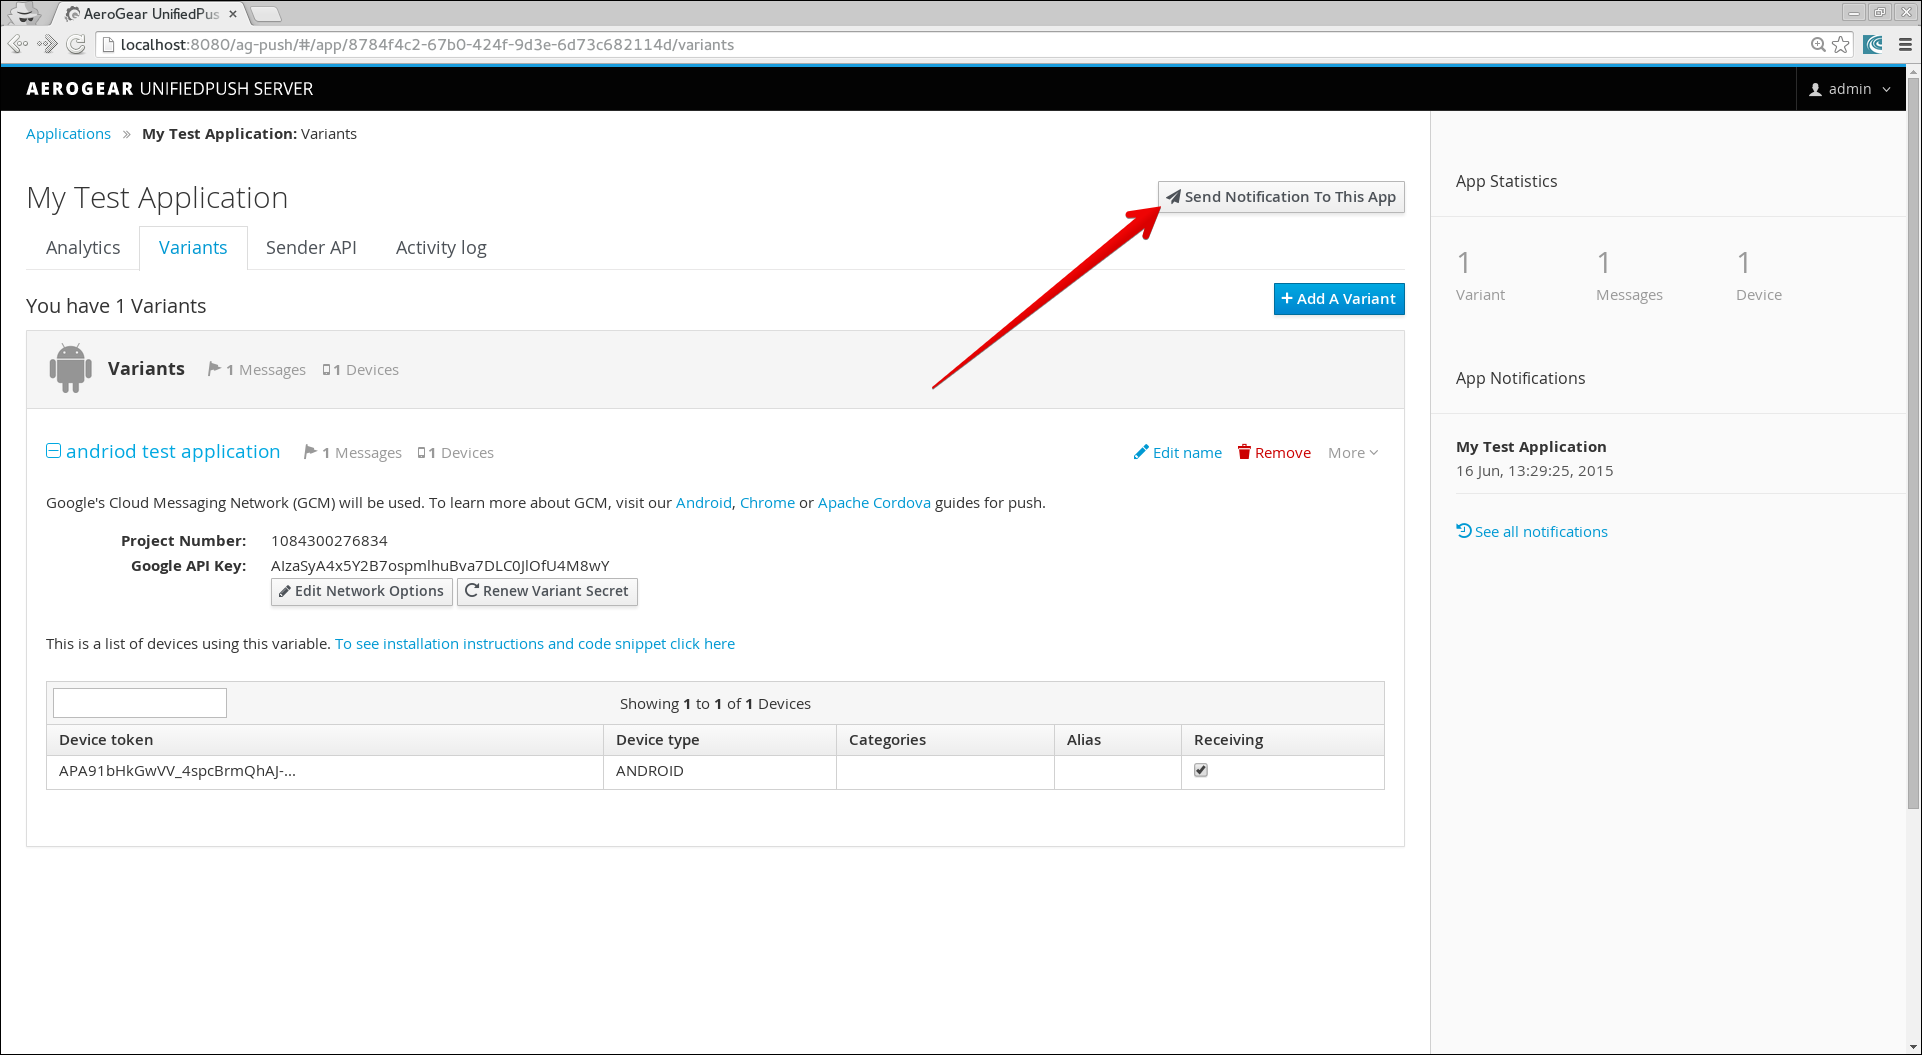 AeroGear UnifiedPus
localhost:8080/ag-push/#/app/8784f4c2-67b0-424f-9d3e-6d73c682114d/variants
AEROGEAR UNIFIEDPUSH SERVER
admin
Applications » My Test Application: Variants
My Test Application
Send Notification To This App
Analytics
Variants
Sender API
Activity log
You have 1 Variants
+ Add A Variant
Variants 1 Messages 1 Devices
andriod test application 1 Messages 1 Devices
Edit name Remove More
Google's Cloud Messaging Network (GCM) will be used. To learn more about GCM, visit our Android, Chrome or Apache Cordova guides for push.
Project Number: 1084300276834
Google API Key: AIzaSyA4x5Y2B7ospmlhuBva7DLC0JlOfU4M8wY
Edit Network Options Renew Variant Secret
This is a list of devices using this variable. To see installation instructions and code snippet click here
Showing 1 to 1 of 1 Devices
Device token Device type Categories Alias Receiving
APA91bHkGwVV_4spcBrmQhAJ-... ANDROID
App Statistics
1 1 1
Variant Messages Device
App Notifications
My Test Application
16 Jun, 13:29:25, 2015
See all notifications